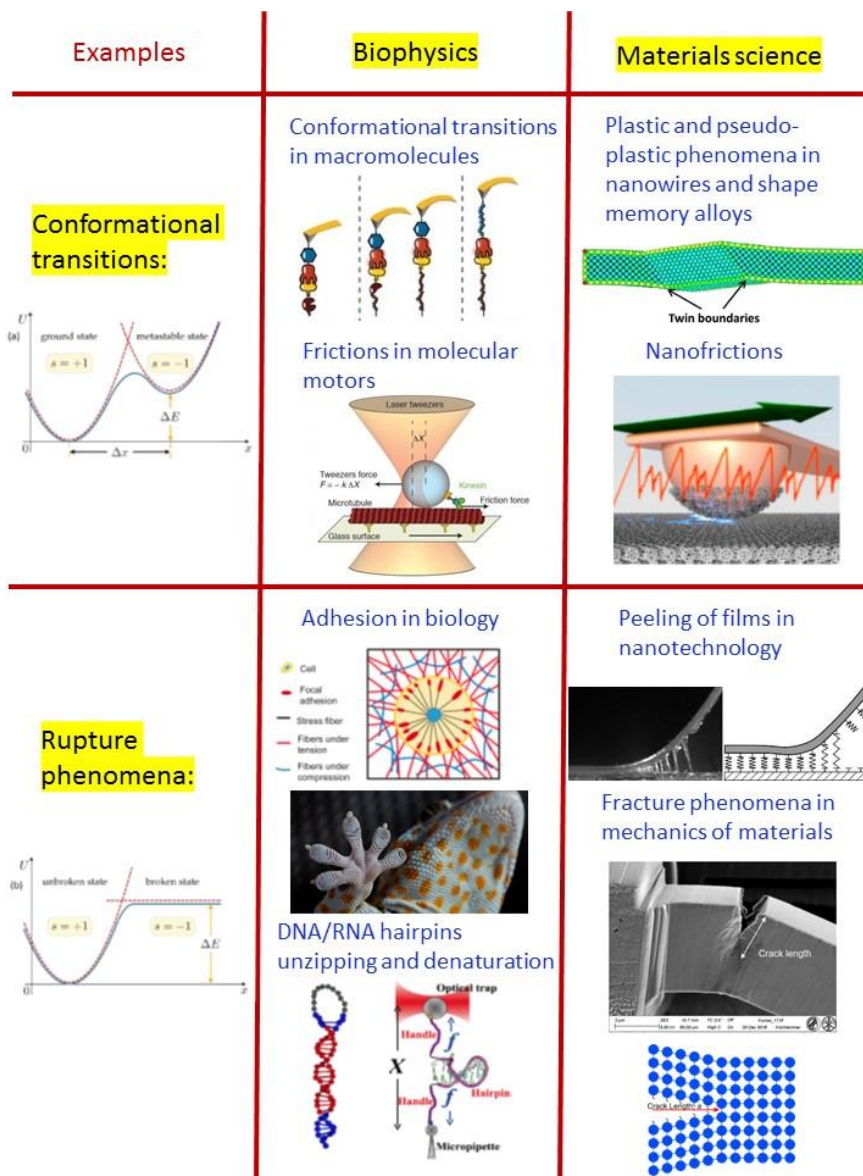 Examples
Biophysics
Materials science
Conformational
transitions:
U
(a)
ground state
metastable state
s = +1
s = −1
ΔE
0
Δx
x
Conformational transitions
in macromolecules
Frictions in molecular
motors
Laser tweezers
ΔX
Tweezers force
F = − k ΔX
Kinesin
Microtubule
Friction force
Glass surface
Plastic and pseudo-
plastic phenomena in
nanowires and shape
memory alloys
Twin boundaries
Nanofrictions
Rupture
phenomena:
U
(b)
unbroken state
broken state
s = +1
s = −1
ΔE
0
x
Adhesion in biology
Cell
Focal
adhesion
Stress fiber
Fibers under
tension
Fibers under
compression
DNA/RNA hairpins
unzipping and denaturation
Optical trap
Handle
f
X
Hairpin
Handle
f
Micropipette
Peeling of films in
nanotechnology
Fracture phenomena in
mechanics of materials
Crack length
Crack Length: a